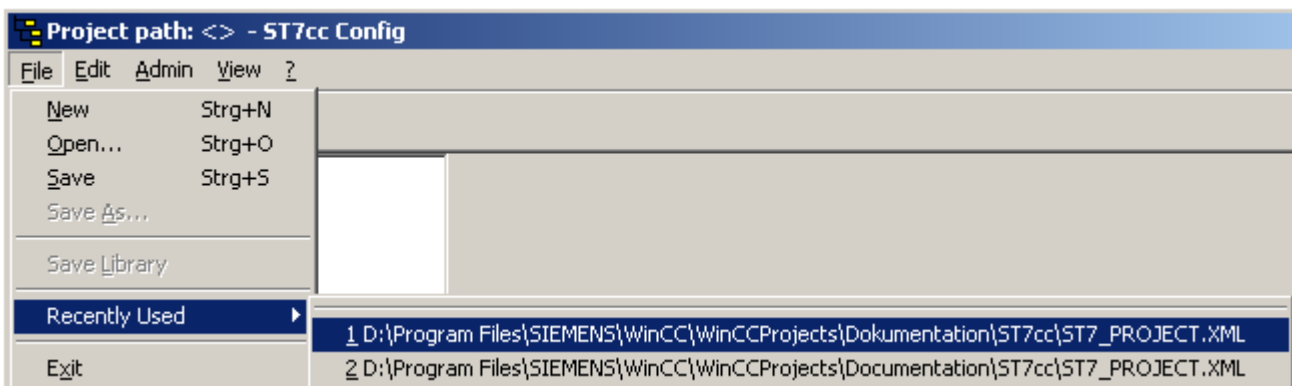 Project path: <> - ST7cc Config
File Edit Admin View ?
New Strg+N
Open... Strg+O
Save Strg+S
Save As...
Save Library
Recently Used
1 D:\Program Files\SIEMENS\WinCC\WinCCProjects\Dokumentation\ST7cc\ST7_PROJECT.XML
Exit 2 D:\Program Files\SIEMENS\WinCC\WinCCProjects\Documentation\ST7cc\ST7_PROJECT.XML